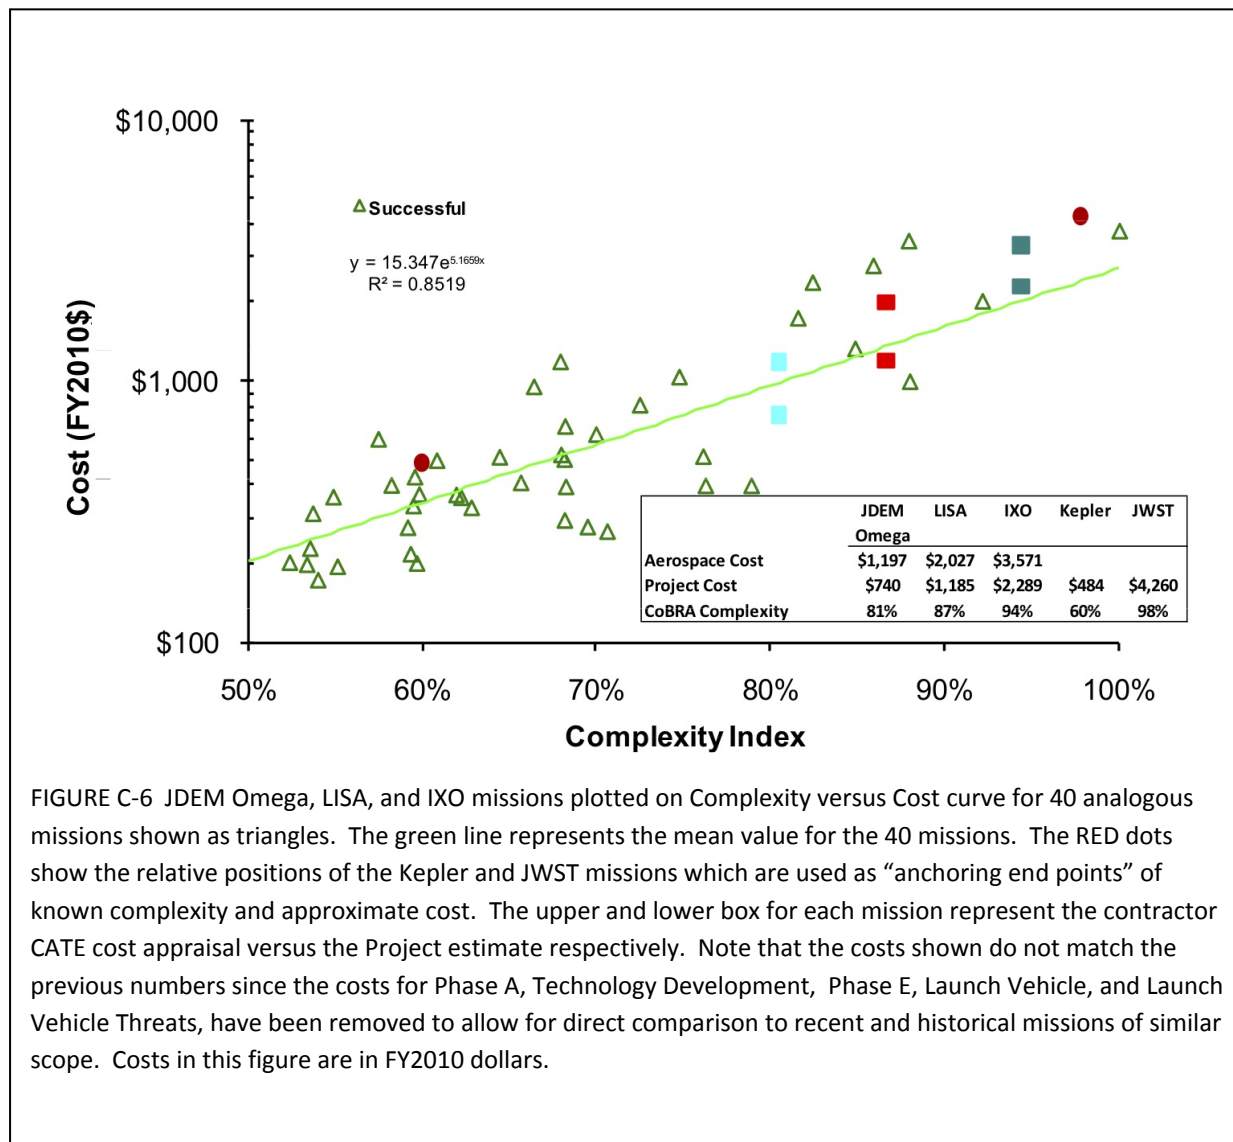 $10,000
Successful
y = 15.347e^5.1659x
R² = 0.8519
$1,000
Cost (FY2010$)
JDEM LISA IXO Kepler JWST
Omega
Aerospace Cost $1,197 $2,027 $3,571
Project Cost $740 $1,185 $2,289 $484 $4,260
CoBRA Complexity 81% 87% 94% 60% 98%
$100
50% 60% 70% 80% 90% 100%
Complexity Index
FIGURE C-6 JDEM Omega, LISA, and IXO missions plotted on Complexity versus Cost curve for 40 analogous
missions shown as triangles. The green line represents the mean value for the 40 missions. The RED dots
show the relative positions of the Kepler and JWST missions which are used as “anchoring end points” of
known complexity and approximate cost. The upper and lower box for each mission represent the contractor
CATE cost appraisal versus the Project estimate respectively. Note that the costs shown do not match the
previous numbers since the costs for Phase A, Technology Development, Phase E, Launch Vehicle, and Launch
Vehicle Threats, have been removed to allow for direct comparison to recent and historical missions of similar
scope. Costs in this figure are in FY2010 dollars.